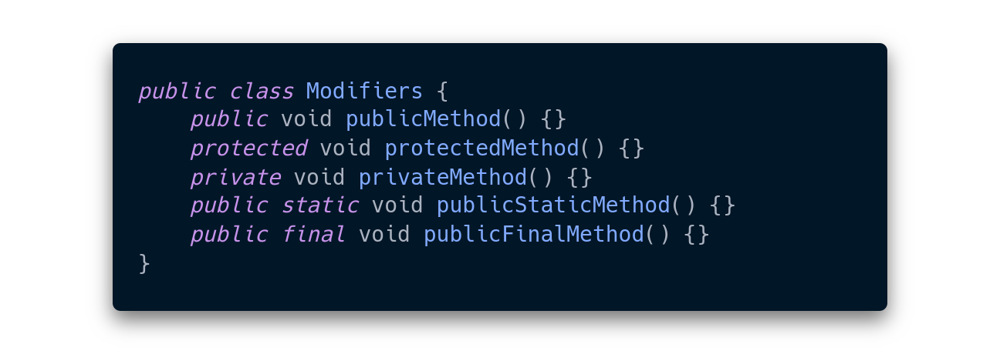 public class Modifiers {
    public void publicMethod() {}
    protected void protectedMethod() {}
    private void privateMethod() {}
    public static void publicStaticMethod() {}
    public final void publicFinalMethod() {}
}